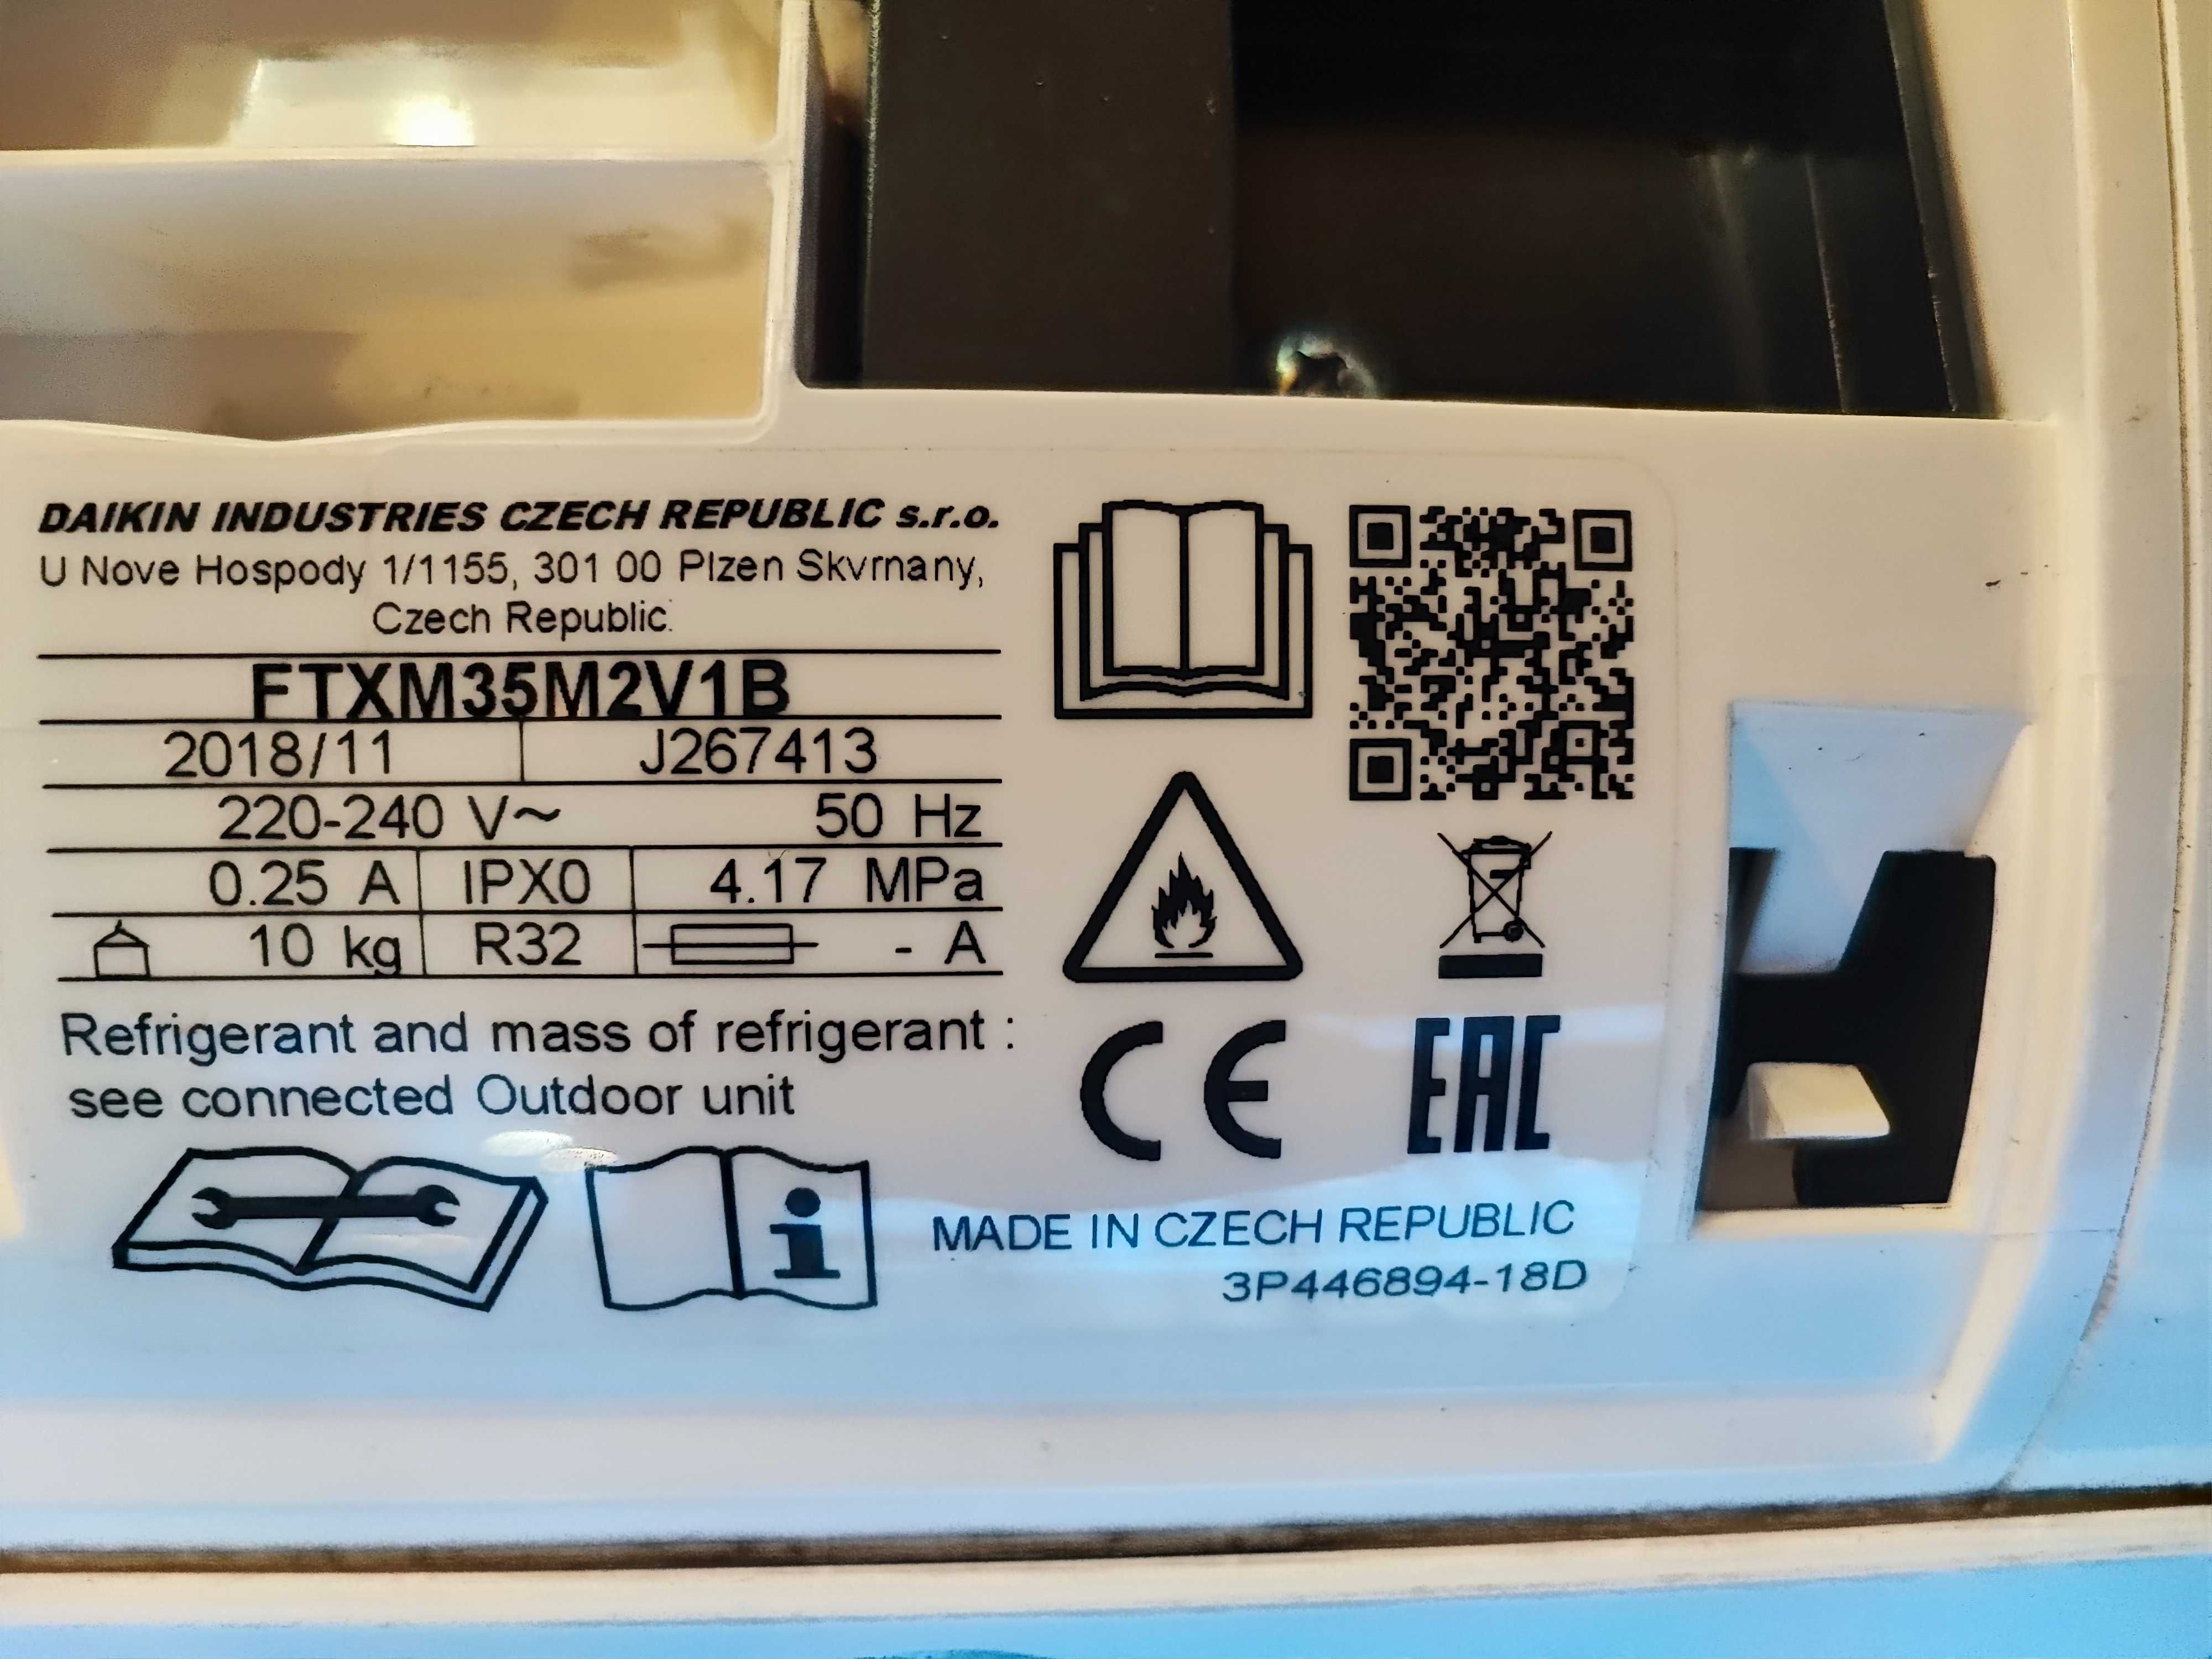 DAIKIN INDUSTRIES CZECH REPUBLIC s.r.o.
U Nove Hospody 1/1155, 301 00 Plzen Skvrnany,
Czech Republic.
FTXM35M2V1B
2018/11 J267413
220-240 V~ 50 Hz
0.25 A IPX0 4.17 MPa
10 kg R32 - A
Refrigerant and mass of refrigerant :
see connected Outdoor unit
CE EAC
MADE IN CZECH REPUBLIC
3P446894-18D